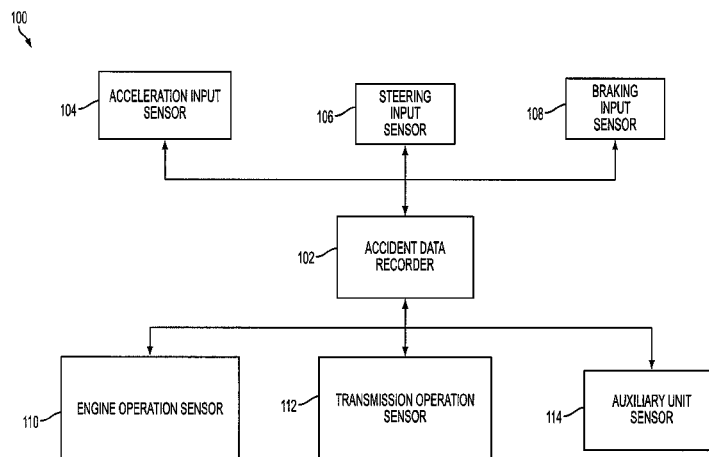 100
104
ACCELERATION INPUT
SENSOR
106
STEERING
INPUT
SENSOR
108
BRAKING
INPUT
SENSOR
102
ACCIDENT DATA
RECORDER
110
ENGINE OPERATION SENSOR
112
TRANSMISSION OPERATION
SENSOR
114
AUXILIARY UNIT
SENSOR